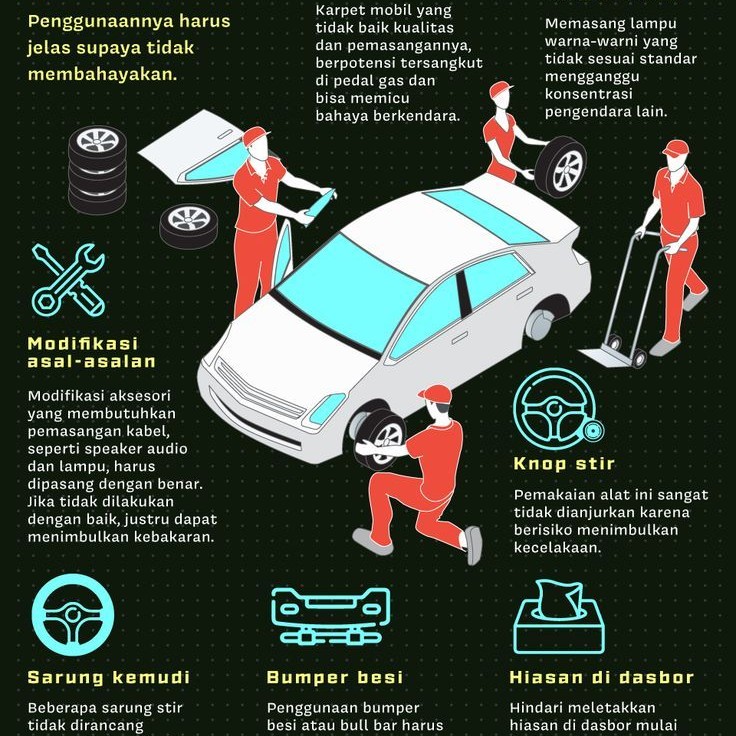 Penggunaannya harus
jelas supaya tidak
membahayakan.
Karpet mobil yang
tidak baik kualitas
dan pemasangannya,
berpotensi tersangkut
di pedal gas dan
bisa memicu
bahaya berkendara.
Memasang lampu
warna-warni yang
tidak sesuai standar
mengganggu
konsentrasi
pengendara lain.
Modifikasi
asal-asalan
Modifikasi aksesori
yang membutuhkan
pemasangan kabel,
seperti speaker audio
dan lampu, harus
dipasang dengan benar.
Jika tidak dilakukan
dengan baik, justru dapat
menimbulkan kebakaran.
Knop stir
Pemakaian alat ini sangat
tidak dianjurkan karena
berisiko menimbulkan
kecelakaan.
Sarung kemudi
Beberapa sarung stir
tidak dirancang
Bumper besi
Penggunaan bumper
besi atau bull bar harus
Hiasan di dasbor
Hindari meletakkan
hiasan di dasbor mulai